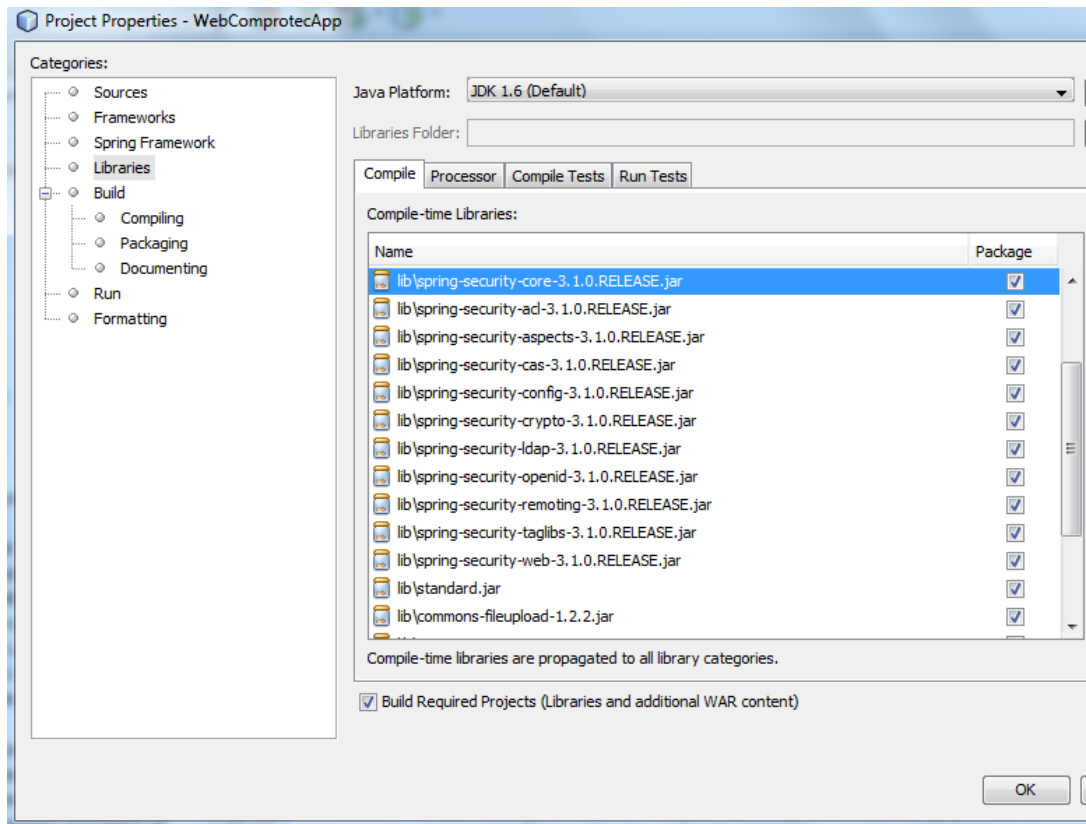 Project Properties - WebComprotecApp
Categories:
Sources
Frameworks
Spring Framework
Libraries
Build
Compiling
Packaging
Documenting
Run
Formatting
Java Platform: JDK 1.6 (Default)
Libraries Folder:
Compile Processor Compile Tests Run Tests
Compile-time Libraries:
Name Package
lib\spring-security-core-3.1.0.RELEASE.jar
lib\spring-security-acl-3.1.0.RELEASE.jar
lib\spring-security-aspects-3.1.0.RELEASE.jar
lib\spring-security-cas-3.1.0.RELEASE.jar
lib\spring-security-config-3.1.0.RELEASE.jar
lib\spring-security-crypto-3.1.0.RELEASE.jar
lib\spring-security-ldap-3.1.0.RELEASE.jar
lib\spring-security-openid-3.1.0.RELEASE.jar
lib\spring-security-remoting-3.1.0.RELEASE.jar
lib\spring-security-taglibs-3.1.0.RELEASE.jar
lib\spring-security-web-3.1.0.RELEASE.jar
lib\standard.jar
lib\commons-fileupload-1.2.2.jar
Compile-time libraries are propagated to all library categories.
Build Required Projects (Libraries and additional WAR content)
OK